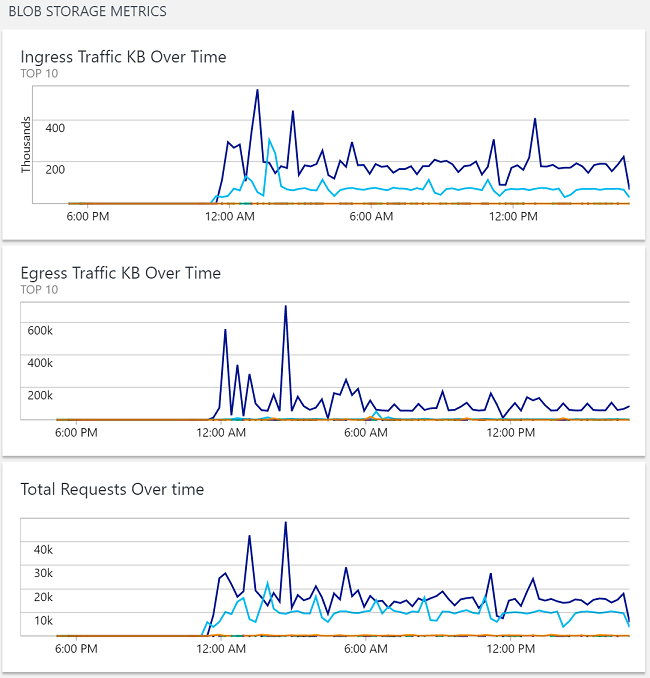 BLOB STORAGE METRICS
Ingress Traffic KB Over Time
TOP 10
Thousands
400
200
6:00 PM 12:00 AM 6:00 AM 12:00 PM
Egress Traffic KB Over Time
TOP 10
600k
400k
200k
6:00 PM 12:00 AM 6:00 AM 12:00 PM
Total Requests Over time
40k
30k
20k
10k
6:00 PM 12:00 AM 6:00 AM 12:00 PM